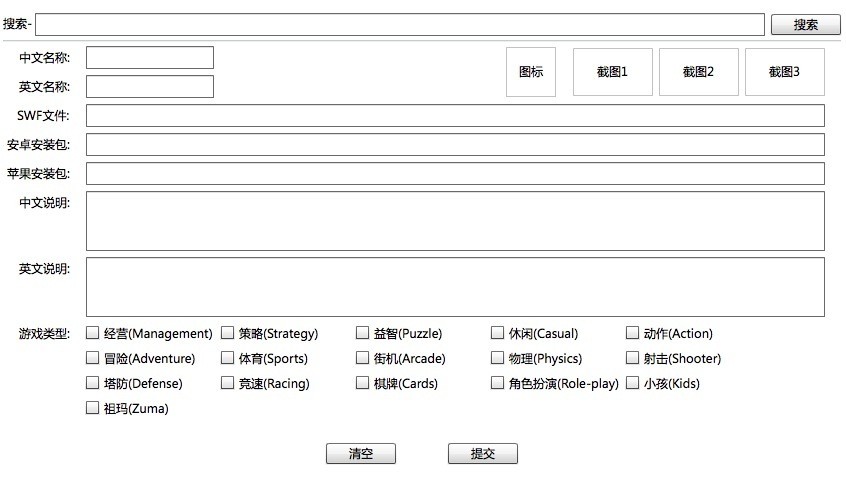 搜索- 搜索
中文名称: 图标 截图1 截图2 截图3
英文名称:
SWF文件:
安卓安装包:
苹果安装包:
中文说明:
英文说明:
游戏类型: 经营(Management) 策略(Strategy) 益智(Puzzle) 休闲(Casual) 动作(Action)
冒险(Adventure) 体育(Sports) 街机(Arcade) 物理(Physics) 射击(Shooter)
塔防(Defense) 竞速(Racing) 棋牌(Cards) 角色扮演(Role-play) 小孩(Kids)
祖玛(Zuma)
清空 提交